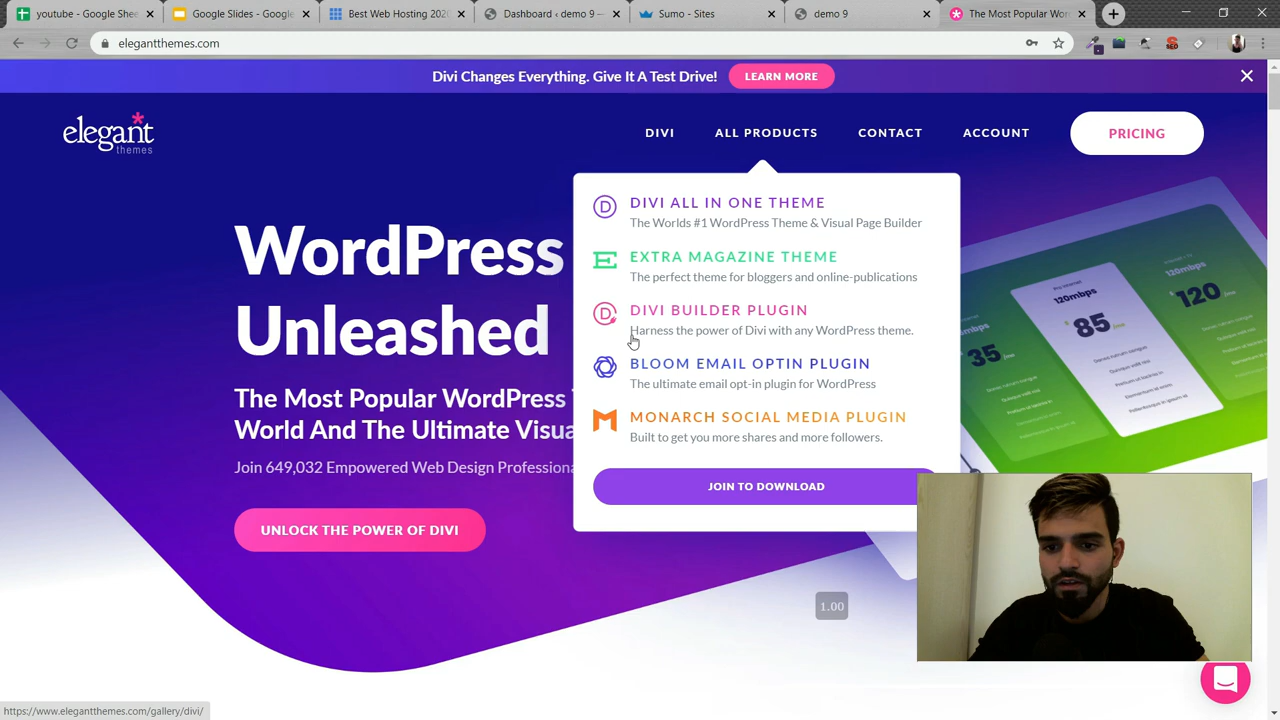 youtube - Google Shee
Google Slides - Google
Best Web Hosting 202
Dashboard ‹ demo 9 —
Sumo - Sites
demo 9
The Most Popular Wor
elegantthemes.com
Divi Changes Everything. Give It A Test Drive!
LEARN MORE
elegant
themes
DIVI
ALL PRODUCTS
CONTACT
ACCOUNT
PRICING
DIVI ALL IN ONE THEME
The Worlds #1 WordPress Theme & Visual Page Builder
EXTRA MAGAZINE THEME
The perfect theme for bloggers and online-publications
DIVI BUILDER PLUGIN
Harness the power of Divi with any WordPress theme.
BLOOM EMAIL OPTIN PLUGIN
The ultimate email opt-in plugin for WordPress
MONARCH SOCIAL MEDIA PLUGIN
Built to get you more shares and more followers.
JOIN TO DOWNLOAD
WordPress
Unleashed
The Most Popular WordPress
World And The Ultimate Visua
Join 649,032 Empowered Web Design Professiona
UNLOCK THE POWER OF DIVI
35
120mbps
85
120mbps
120
1.00
https://www.elegantthemes.com/gallery/divi/